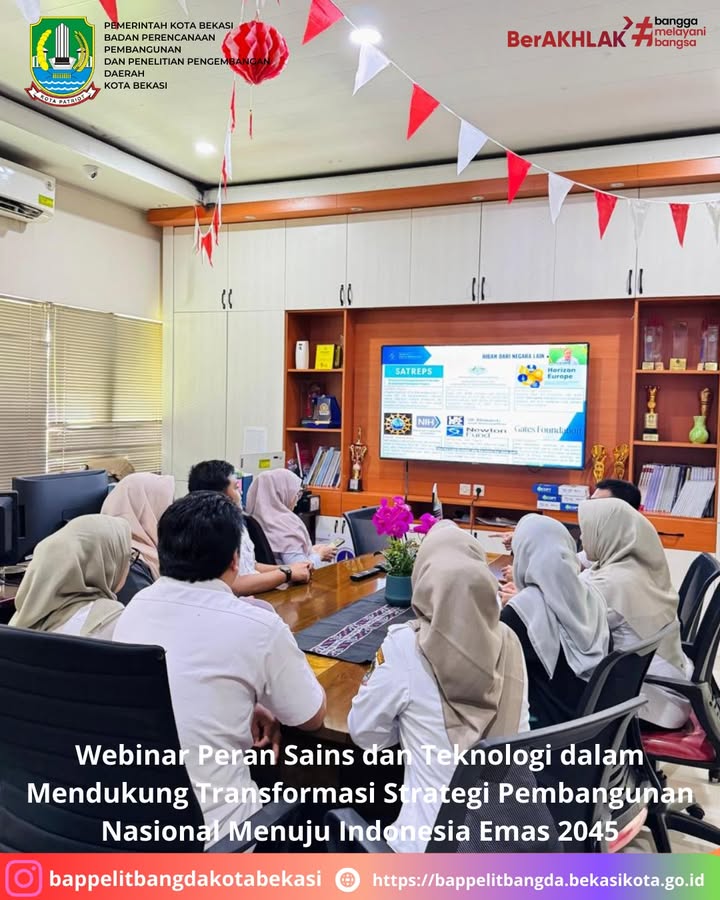 PEMERINTAH KOTA BEKASI
BADAN PERENCANAAN
PEMBANGUNAN
DAN PENELITIAN PENGEMBANGAN
DAERAH
KOTA BEKASI
KOTA PATRIOT
BerAKHLAK
#
bangga
melayani
bangsa
HIBAH DARI NEGARA LAIN
SATREPS
Horizon
Europe
NIH
Newton
Fund
Gates Foundation
Webinar Peran Sains dan Teknologi dalam
Mendukung Transformasi Strategi Pembangunan
Nasional Menuju Indonesia Emas 2045
bappelitbangdakotabekasi
https://bappelitbangda.bekasikota.go.id